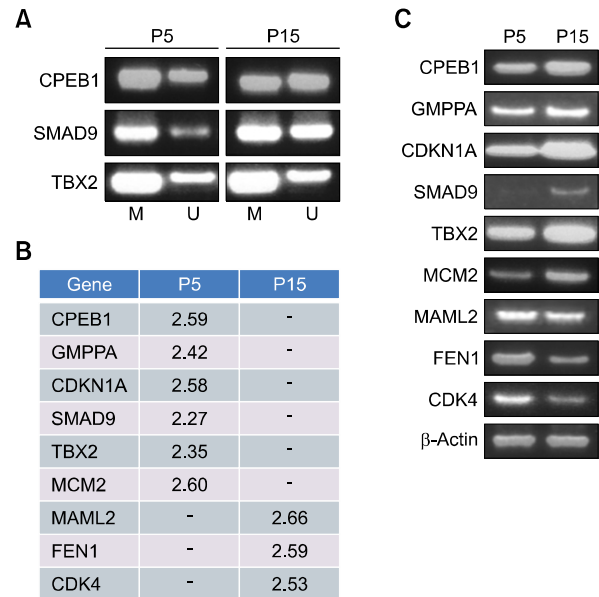 A
P5 P15
CPEB1
SMAD9
TBX2
M U M U
B
Gene P5 P15
CPEB1 2.59 -
GMPPA 2.42 -
CDKN1A 2.58 -
SMAD9 2.27 -
TBX2 2.35 -
MCM2 2.60 -
MAML2 - 2.66
FEN1 - 2.59
CDK4 - 2.53
C
P5 P15
CPEB1
GMPPA
CDKN1A
SMAD9
TBX2
MCM2
MAML2
FEN1
CDK4
β-Actin